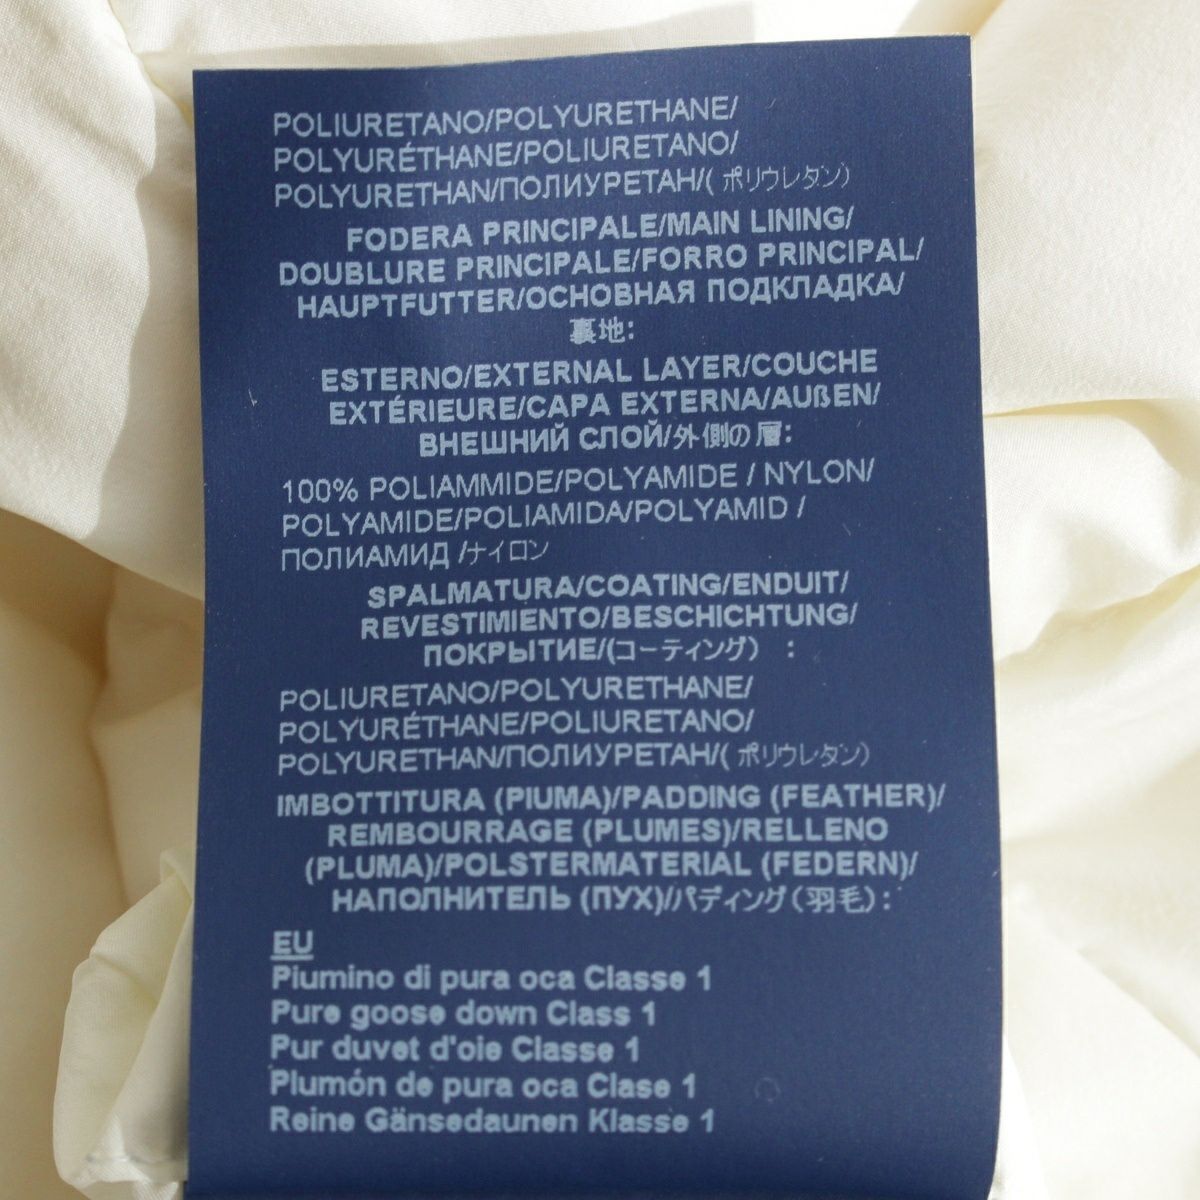 POLIURETANO/POLYURETHANE/
POLYURÉTHANE/POLIURETANO/
POLYURETHAN/ПОЛИУРЕТАН/( ポリウレタン)
FODERA PRINCIPALE/MAIN LINING/
DOUBLURE PRINCIPALE/FORRO PRINCIPAL/
HAUPTFUTTER/ОСНОВНАЯ ПОДКЛАДКА/
裏地:
ESTERNO/EXTERNAL LAYER/COUCHE
EXTÉRIEURE/CAPA EXTERNA/AUßEN/
ВНЕШНИЙ СЛОЙ/外側の層:
100% POLIAMMIDE/POLYAMIDE / NYLON/
POLYAMIDE/POLIAMIDA/POLYAMID /
ПОЛИАМИД /ナイロン
SPALMATURA/COATING/ENDUIT/
REVESTIMIENTO/BESCHICHTUNG/
ПОКРЫТИЕ/(コーティング) :
POLIURETANO/POLYURETHANE/
POLYURÉTHANE/POLIURETANO/
POLYURETHAN/ПОЛИУРЕТАН/( ポリウレタン)
IMBOTTITURA (PIUMA)/PADDING (FEATHER)/
REMBOURRAGE (PLUMES)/RELLENO
(PLUMA)/POLSTERMATERIAL (FEDERN)/
НАПОЛНИТЕЛЬ (ПУХ)/パディング(羽毛):
EU
Piumino di pura oca Classe 1
Pure goose down Class 1
Pur duvet d'oie Classe 1
Plumón de pura oca Clase 1
Reine Gänsedaunen Klasse 1